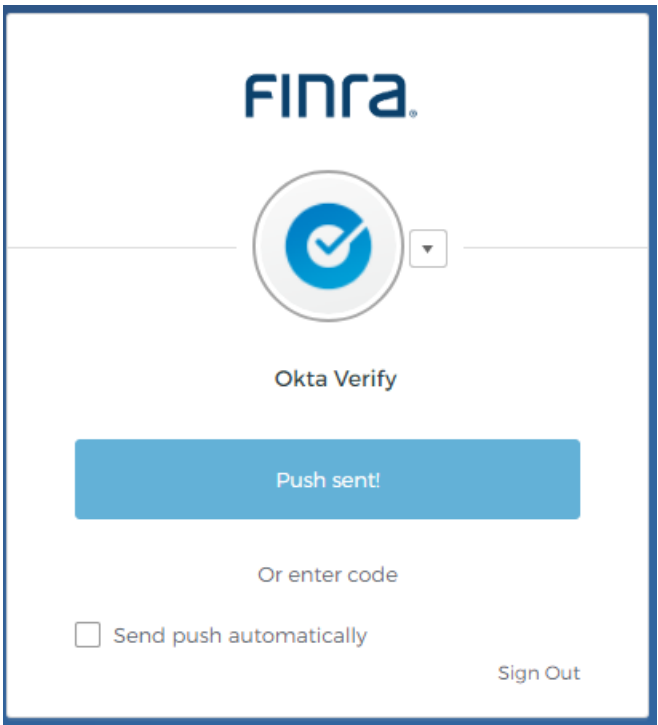 Finra®
Okta Verify
Push sent!
Or enter code
Send push automatically
Sign Out